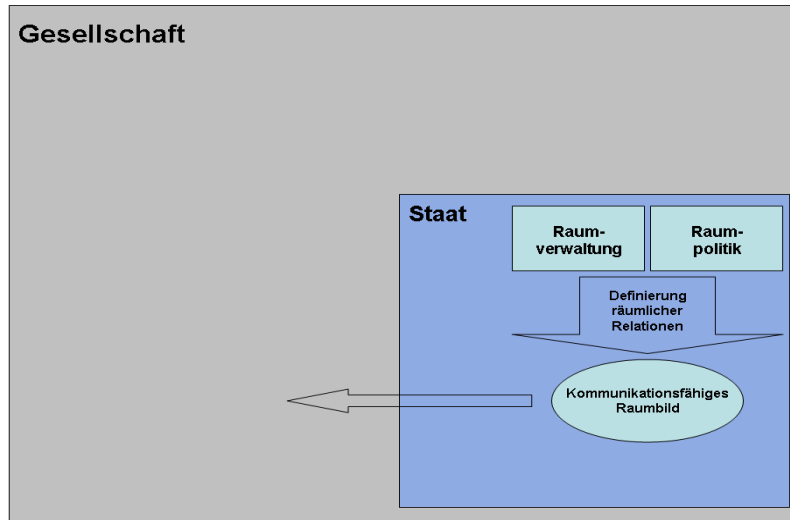 Gesellschaft
Staat
Raum-
verwaltung
Raum-
politik
Definierung
räumlicher
Relationen
Kommunikationsfähiges
Raumbild